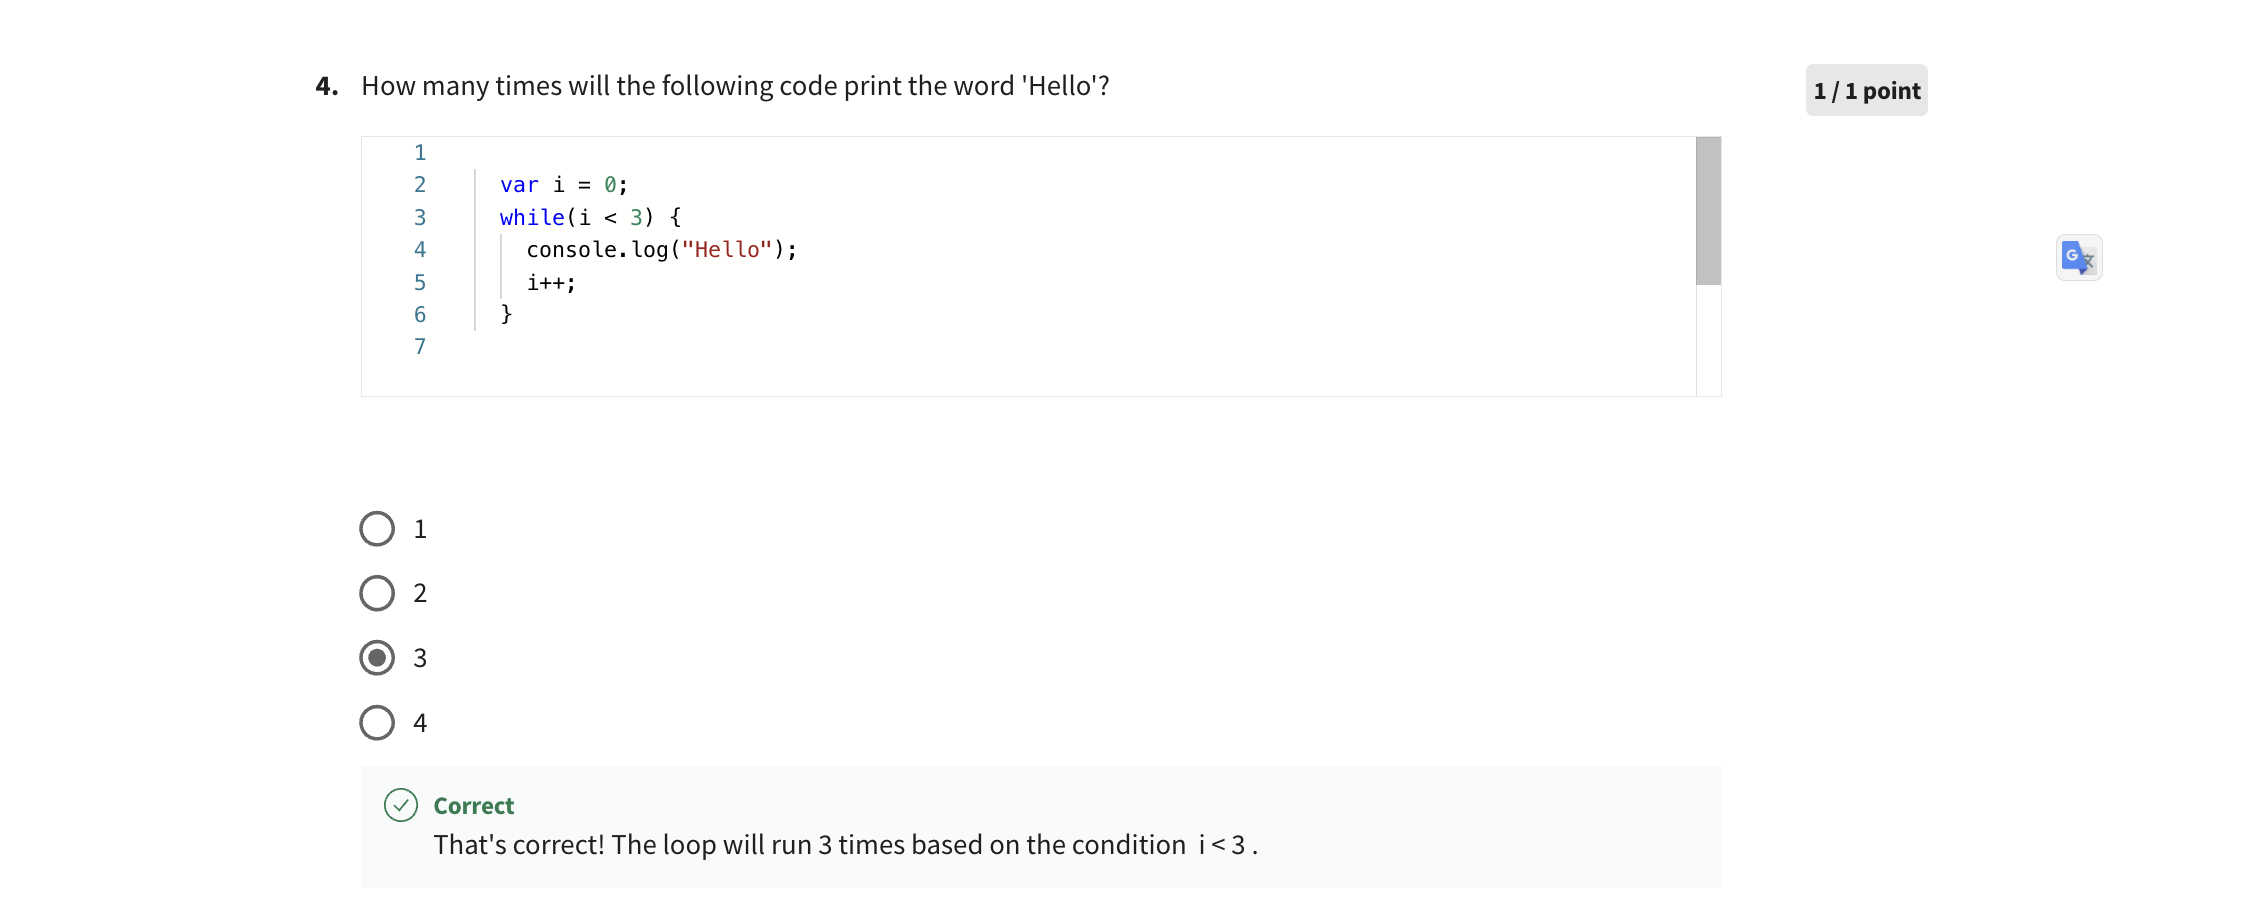 4. How many times will the following code print the word 'Hello'?
1 / 1 point
1
2 var i = 0;
3 while(i < 3) {
4 console.log("Hello");
5 i++;
6 }
7
G文
1
2
3
4
Correct
That's correct! The loop will run 3 times based on the condition i < 3 .